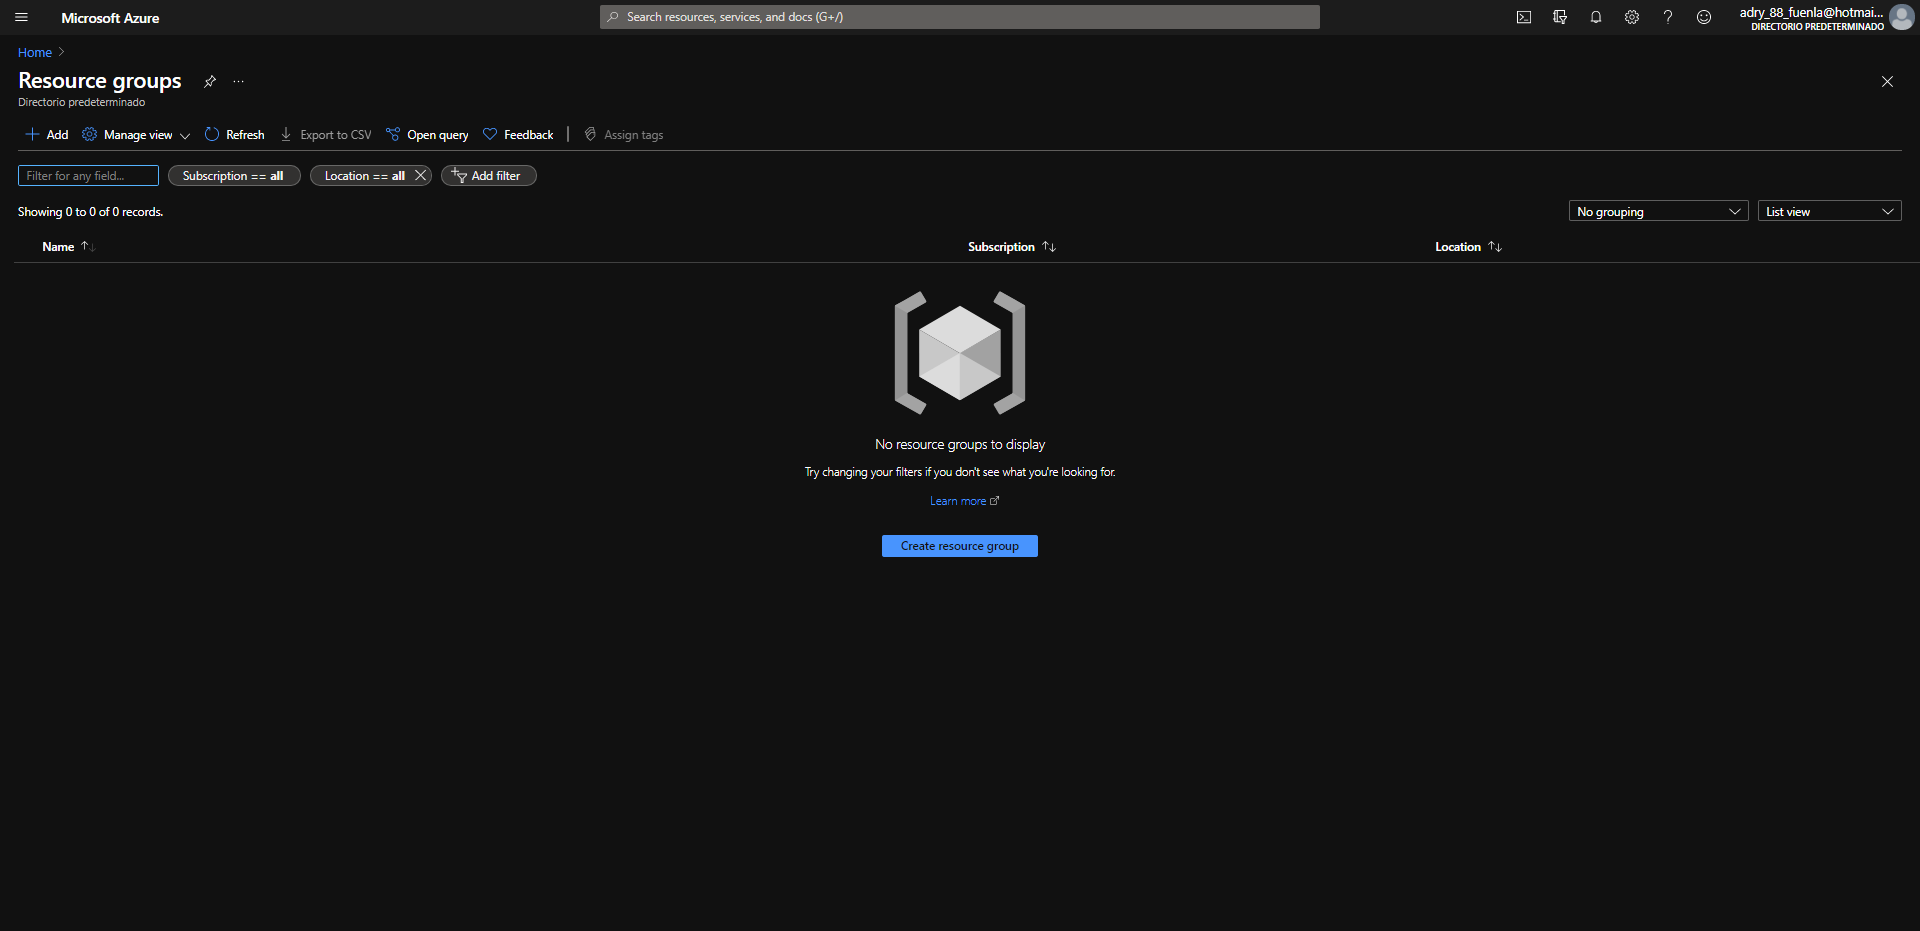 Microsoft Azure
Search resources, services, and docs (G+/)
adry_88_fuenla@hotmai...
DIRECTORIO PREDETERMINADO
Home
Resource groups
Directorio predeterminado
Add Manage view Refresh Export to CSV Open query Feedback Assign tags
Filter for any field... Subscription == all Location == all Add filter
Showing 0 to 0 of 0 records. No grouping List view
Name Subscription Location
No resource groups to display
Try changing your filters if you don't see what you're looking for.
Learn more
Create resource group